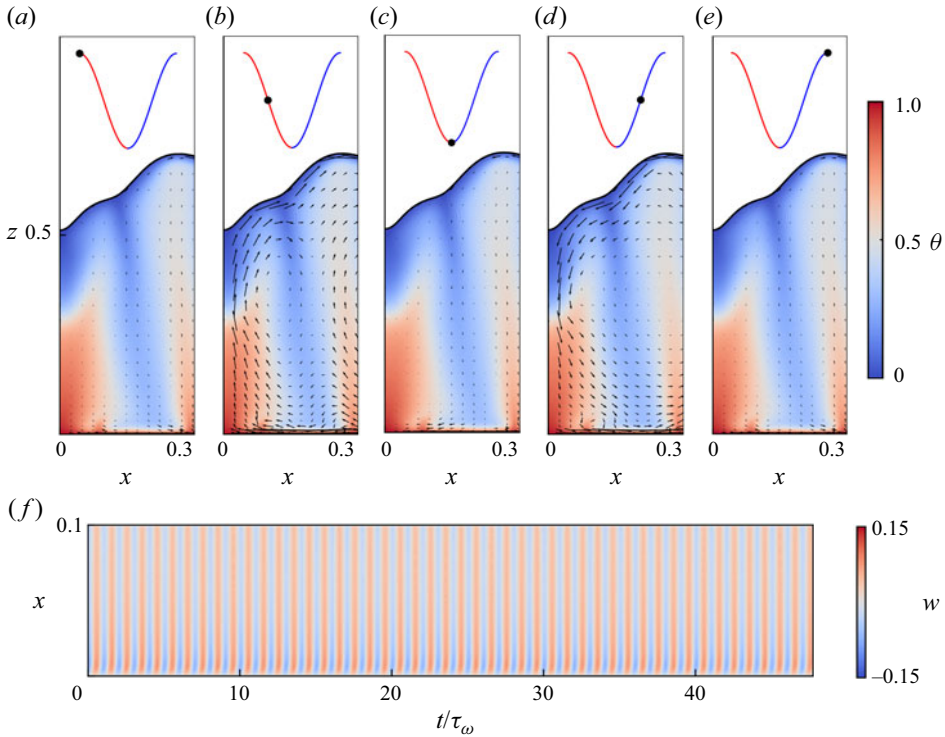 (a) (b) (c) (d) (e)
1.0
z 0.5
0.5 θ
0
0 0.3 0 0.3 0 0.3 0 0.3 0 0.3
x x x x x
(f)
0.1
0.15
x
w
–0.15
0 10 20 30 40
t/τω